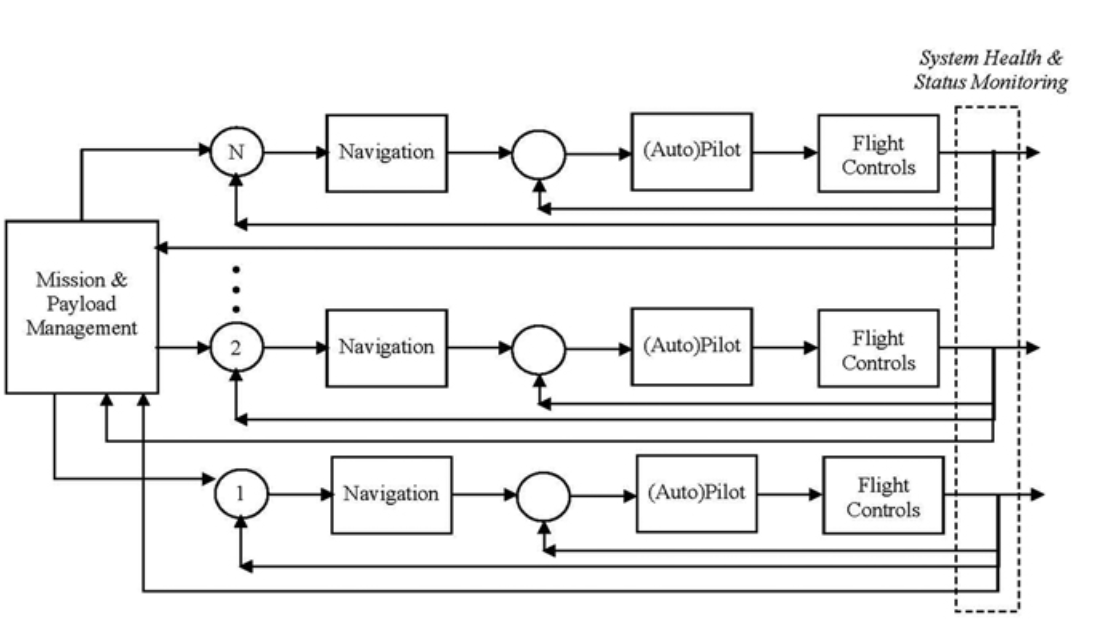 System Health &
Status Monitoring
N
Navigation
(Auto)Pilot
Flight
Controls
Mission &
Payload
Management
2
Navigation
(Auto)Pilot
Flight
Controls
1
Navigation
(Auto)Pilot
Flight
Controls